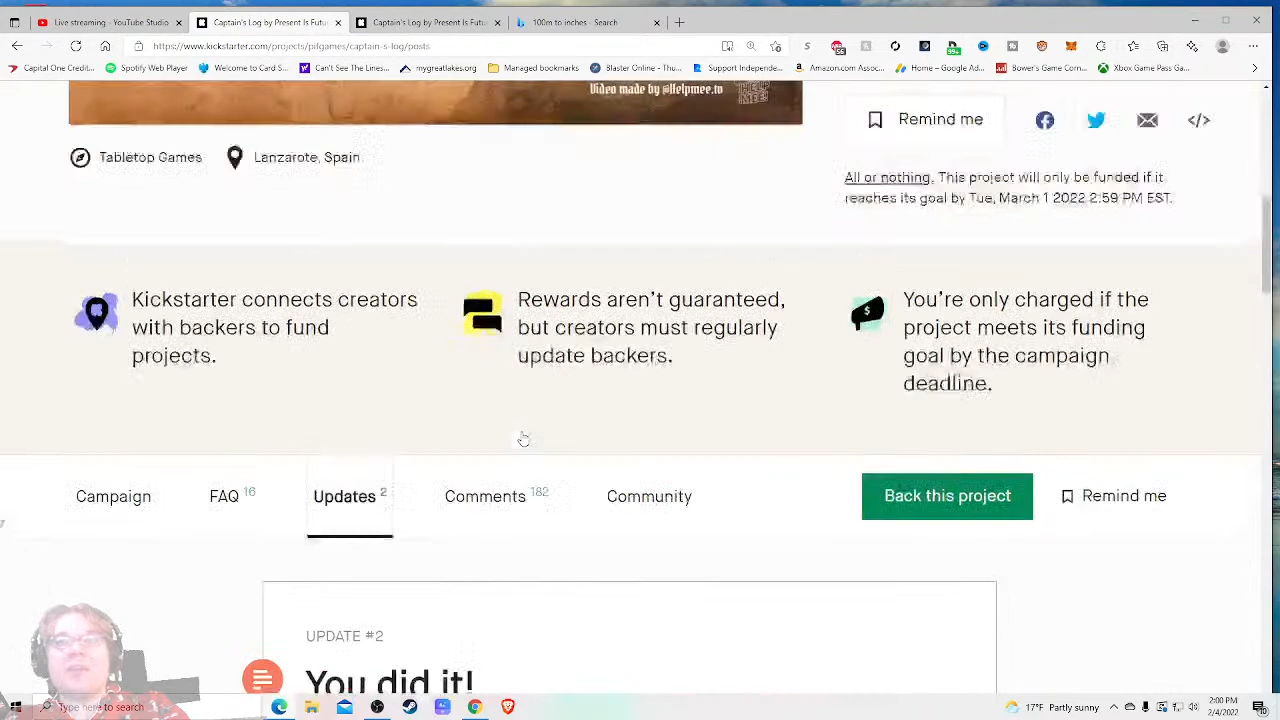 Live streaming - YouTube Studio
Captain's Log by Present Is Futur
Captain's Log by Present Is Futur
100m to inches - Search
https://www.kickstarter.com/projects/pifgames/captain-s-log/posts
Capital One Credit...
Spotify Web Player
Welcome to Card S...
Can't See The Lines...
mygreatlakes.org
Managed bookmarks
Blaster Online - Thu...
Support Independe...
Amazon.com Assoc...
Home - Google Ad...
Bower's Game Corn...
Xbox Game Pass Ga...
Video made by @Helpmee.tv
Remind me
Tabletop Games
Lanzarote, Spain
All or nothing. This project will only be funded if it
reaches its goal by Tue, March 1 2022 2:59 PM EST.
Kickstarter connects creators
with backers to fund
projects.
Rewards aren't guaranteed,
but creators must regularly
update backers.
You're only charged if the
project meets its funding
goal by the campaign
deadline.
Campaign
FAQ 16
Updates 2
Comments 182
Community
Back this project
Remind me
UPDATE #2
You did it!
Type here to search
17°F Partly sunny
2:00 PM
2/4/2022